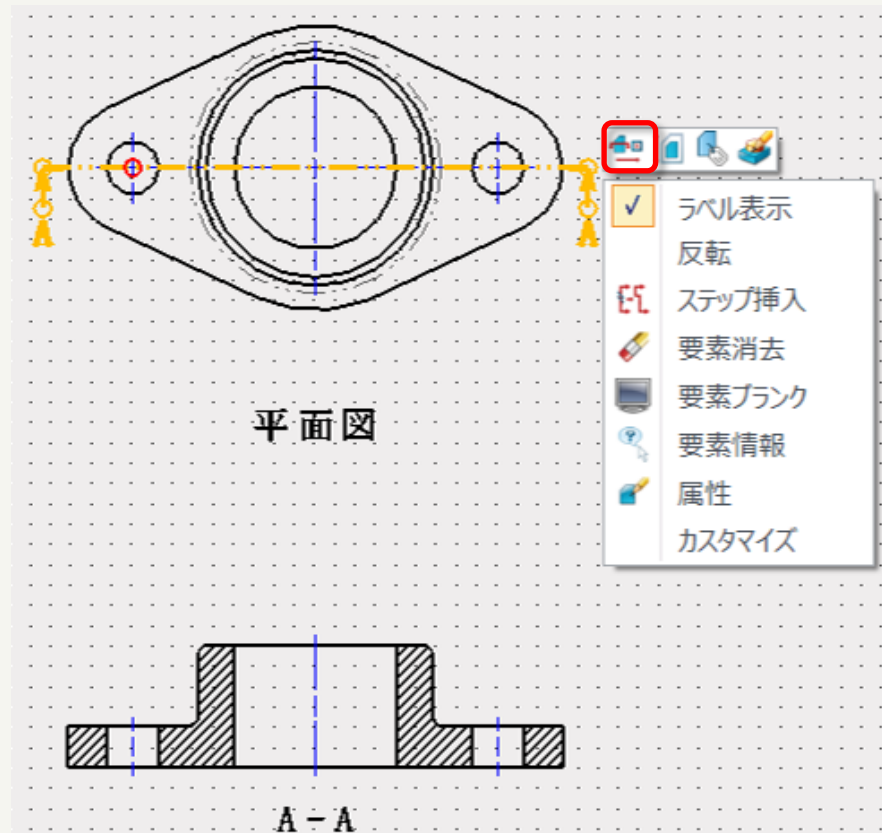 A
A
ラベル表示
反転
ステップ挿入
要素消去
要素ブランク
要素情報
属性
カスタマイズ
平面図
A-A